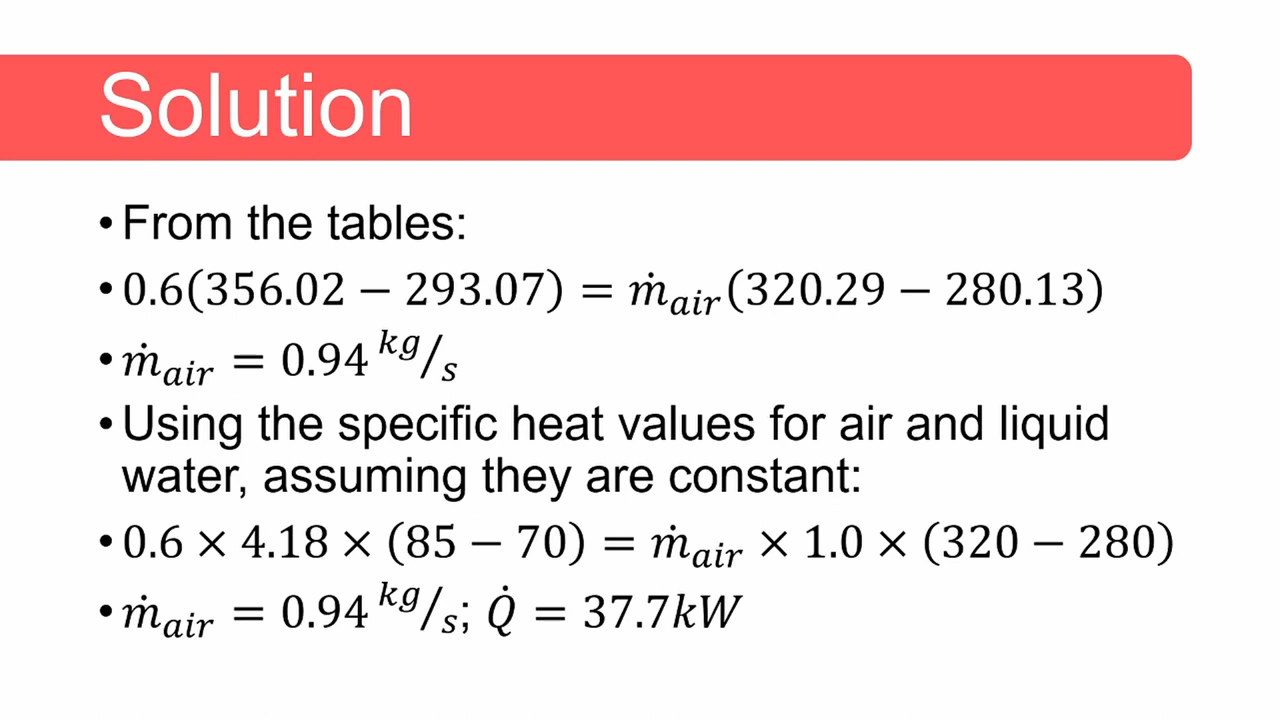 Solution
• From the tables:
• 0.6(356.02 − 293.07) = ṁ_air(320.29 − 280.13)
• ṁ_air = 0.94 kg/s
• Using the specific heat values for air and liquid
water, assuming they are constant:
• 0.6 × 4.18 × (85 − 70) = ṁ_air × 1.0 × (320 − 280)
• ṁ_air = 0.94 kg/s; Q̇ = 37.7kW